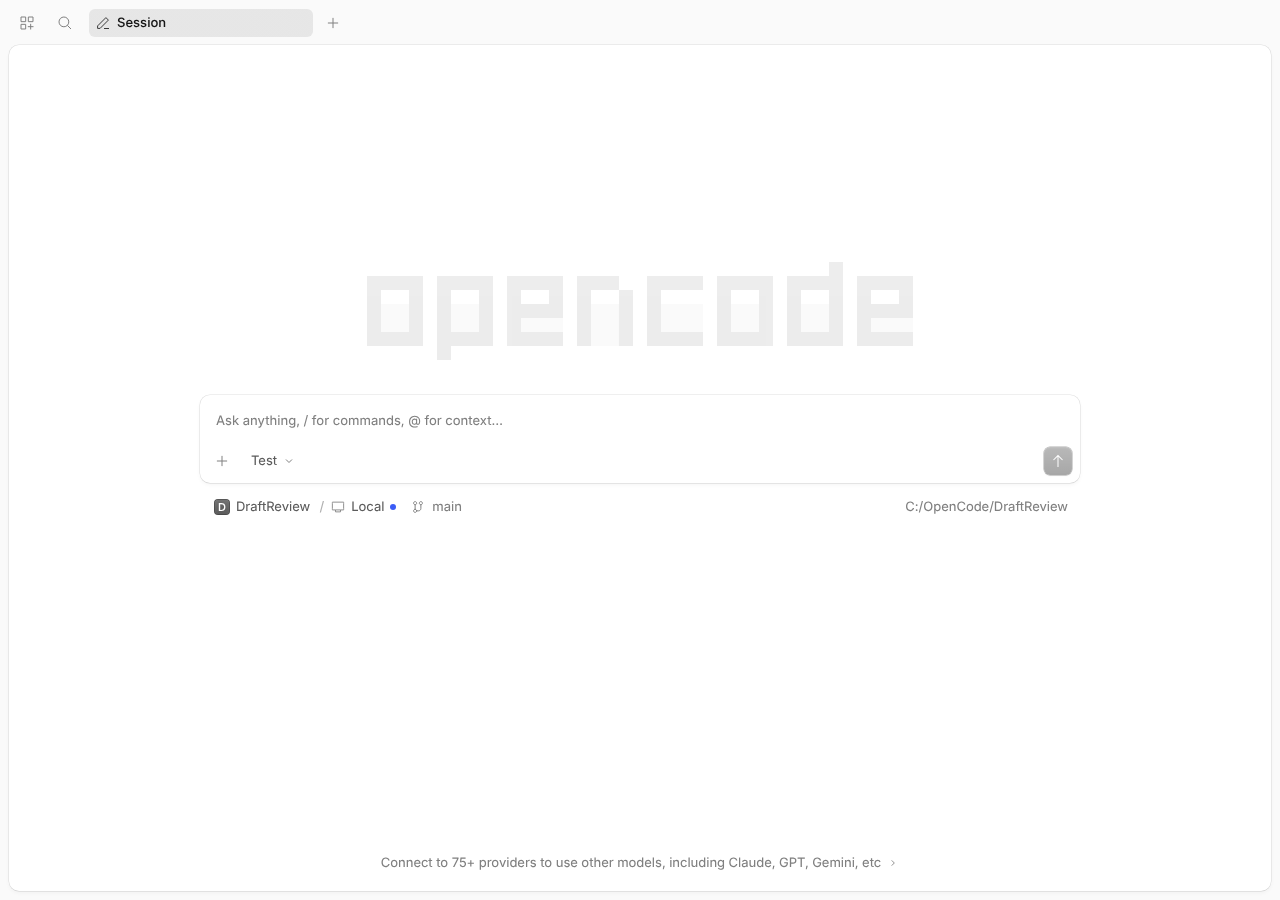 Session
opencode
Ask anything, / for commands, @ for context...
Test
D DraftReview / Local main C:/OpenCode/DraftReview
Connect to 75+ providers to use other models, including Claude, GPT, Gemini, etc